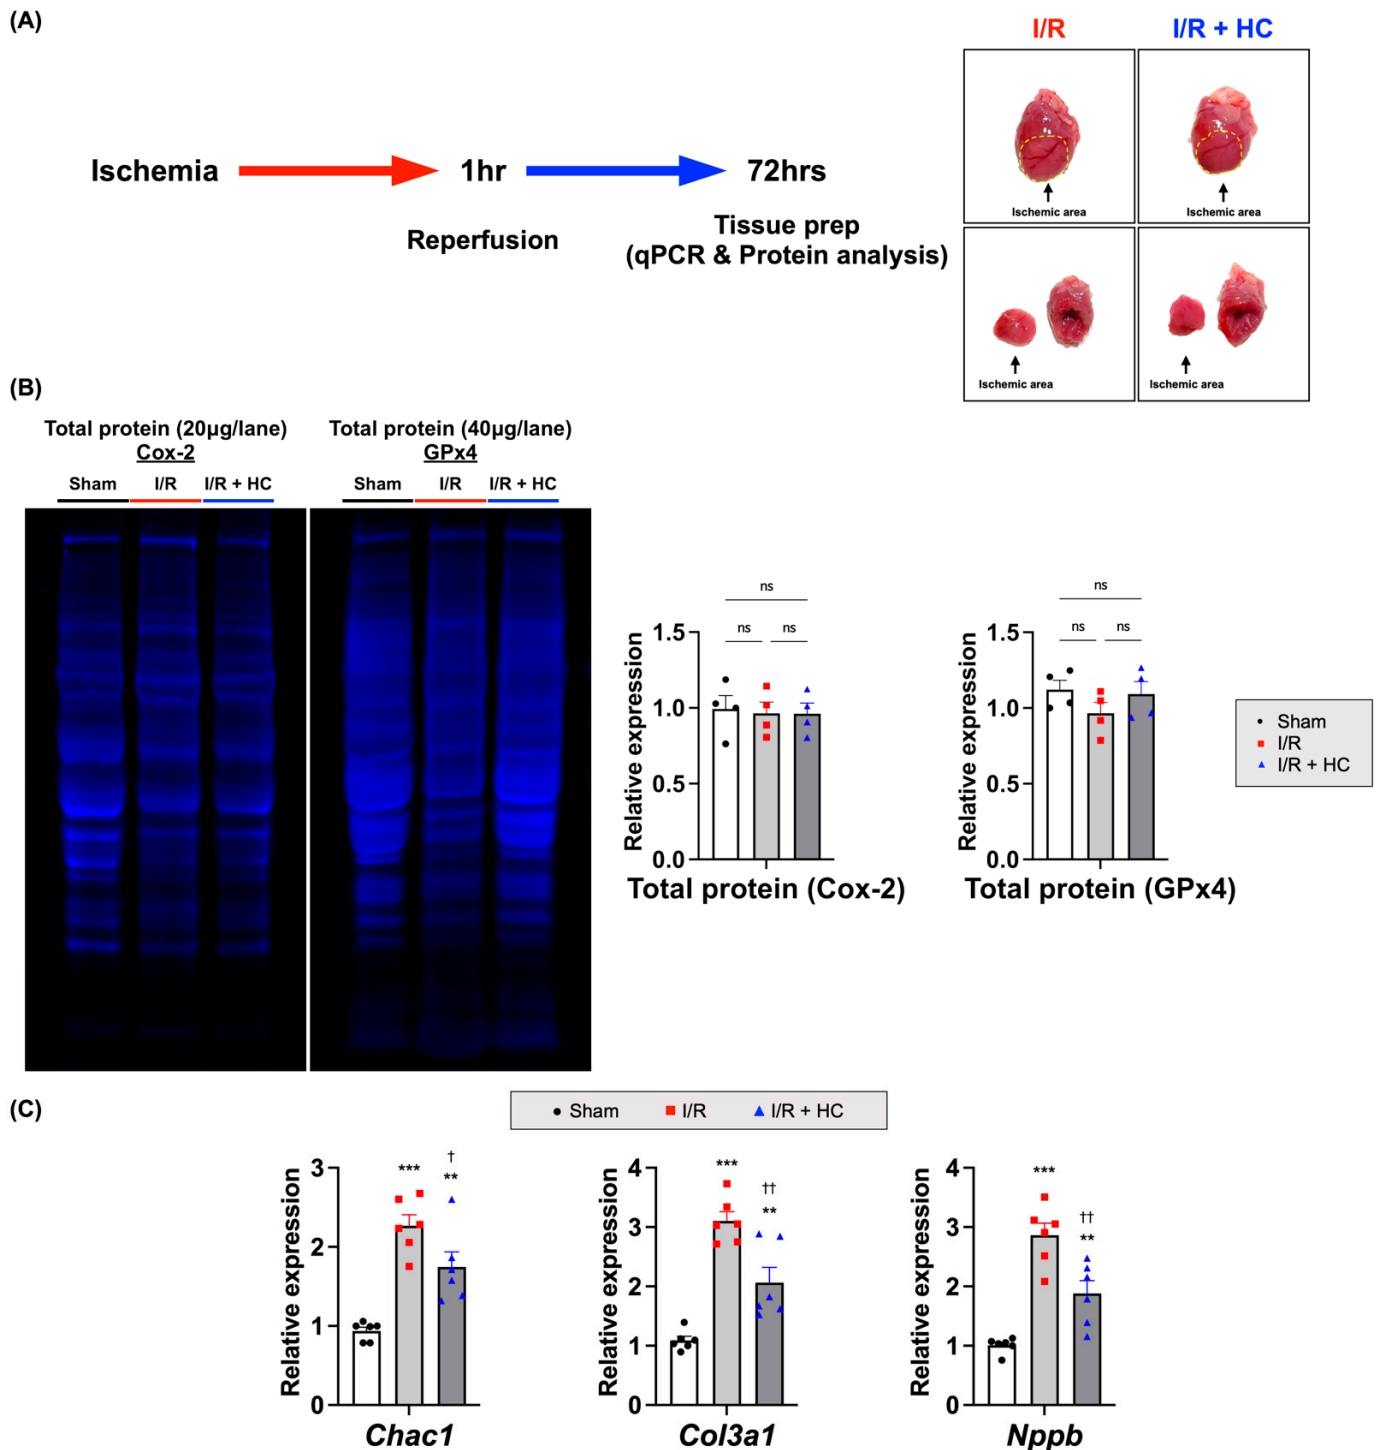 (A)
I/R
I/R + HC
Ischemia
1hr
72hrs
Reperfusion
Tissue prep
(qPCR & Protein analysis)
Ischemic area
Ischemic area
Ischemic area
Ischemic area
(B)
Total protein (20μg/lane)
Cox-2
Sham
I/R
I/R + HC
Total protein (40μg/lane)
GPx4
Sham
I/R
I/R + HC
ns
ns
ns
Relative expression
1.5
1.0
0.5
0.0
Total protein (Cox-2)
ns
ns
ns
Relative expression
1.5
1.0
0.5
0.0
Total protein (GPx4)
Sham
I/R
I/R + HC
(C)
Sham
I/R
I/R + HC
Relative expression
3
2
1
0
***
†
**
Chac1
Relative expression
4
3
2
1
0
***
††
**
Col3a1
Relative expression
4
3
2
1
0
***
††
**
Nppb